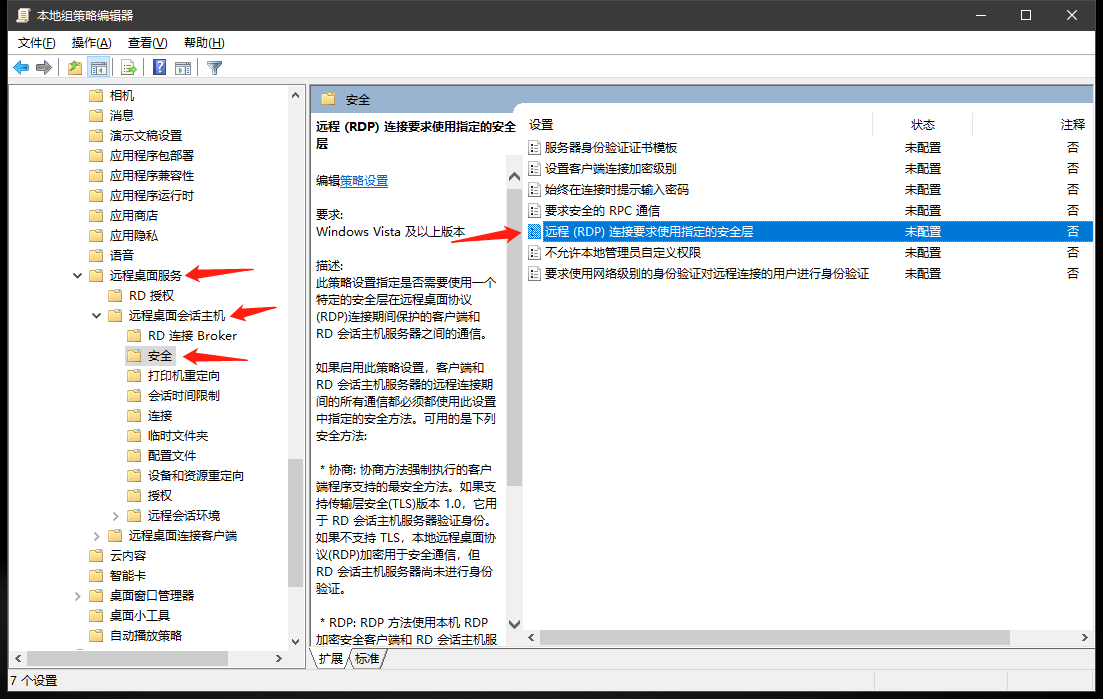 本地组策略编辑器
文件(F) 操作(A) 查看(V) 帮助(H)
相机
消息
演示文稿设置
应用程序包部署
应用程序兼容性
应用程序运行时
应用商店
应用隐私
语音
远程桌面服务
RD 授权
远程桌面会话主机
RD 连接 Broker
安全
打印机重定向
会话时间限制
连接
临时文件夹
配置文件
设备和资源重定向
授权
远程会话环境
远程桌面连接客户端
云内容
智能卡
桌面窗口管理器
桌面小工具
自动播放策略
安全
远程 (RDP) 连接要求使用指定的安全
层
编辑策略设置
要求:
Windows Vista 及以上版本
描述:
此策略设置指定是否需要使用一个
特定的安全层在远程桌面协议
(RDP)连接期间保护的客户端和
RD 会话主机服务器之间的通信。
如果启用此策略设置，客户端和
RD 会话主机服务器的远程连接期
间的所有通信都必须都使用此设置
中指定的安全方法。可用的是下列
安全方法:
* 协商: 协商方法强制执行的客户
端程序支持的最安全方法。如果支
持传输层安全(TLS)版本 1.0，它用
于 RD 会话主机服务器验证身份。
如果不支持 TLS，本地远程桌面协
议(RDP)加密用于安全通信，但
RD 会话主机服务器尚未进行身份
验证。
* RDP: RDP 方法使用本机 RDP
加密安全客户端和 RD 会话主机服
设置 状态 注释
服务器身份验证证书模板 未配置 否
设置客户端连接加密级别 未配置 否
始终在连接时提示输入密码 未配置 否
要求安全的 RPC 通信 未配置 否
远程 (RDP) 连接要求使用指定的安全层 未配置 否
不允许本地管理员自定义权限 未配置 否
要求使用网络级别的身份验证对远程连接的用户进行身份验证 未配置 否
扩展 标准
7 个设置